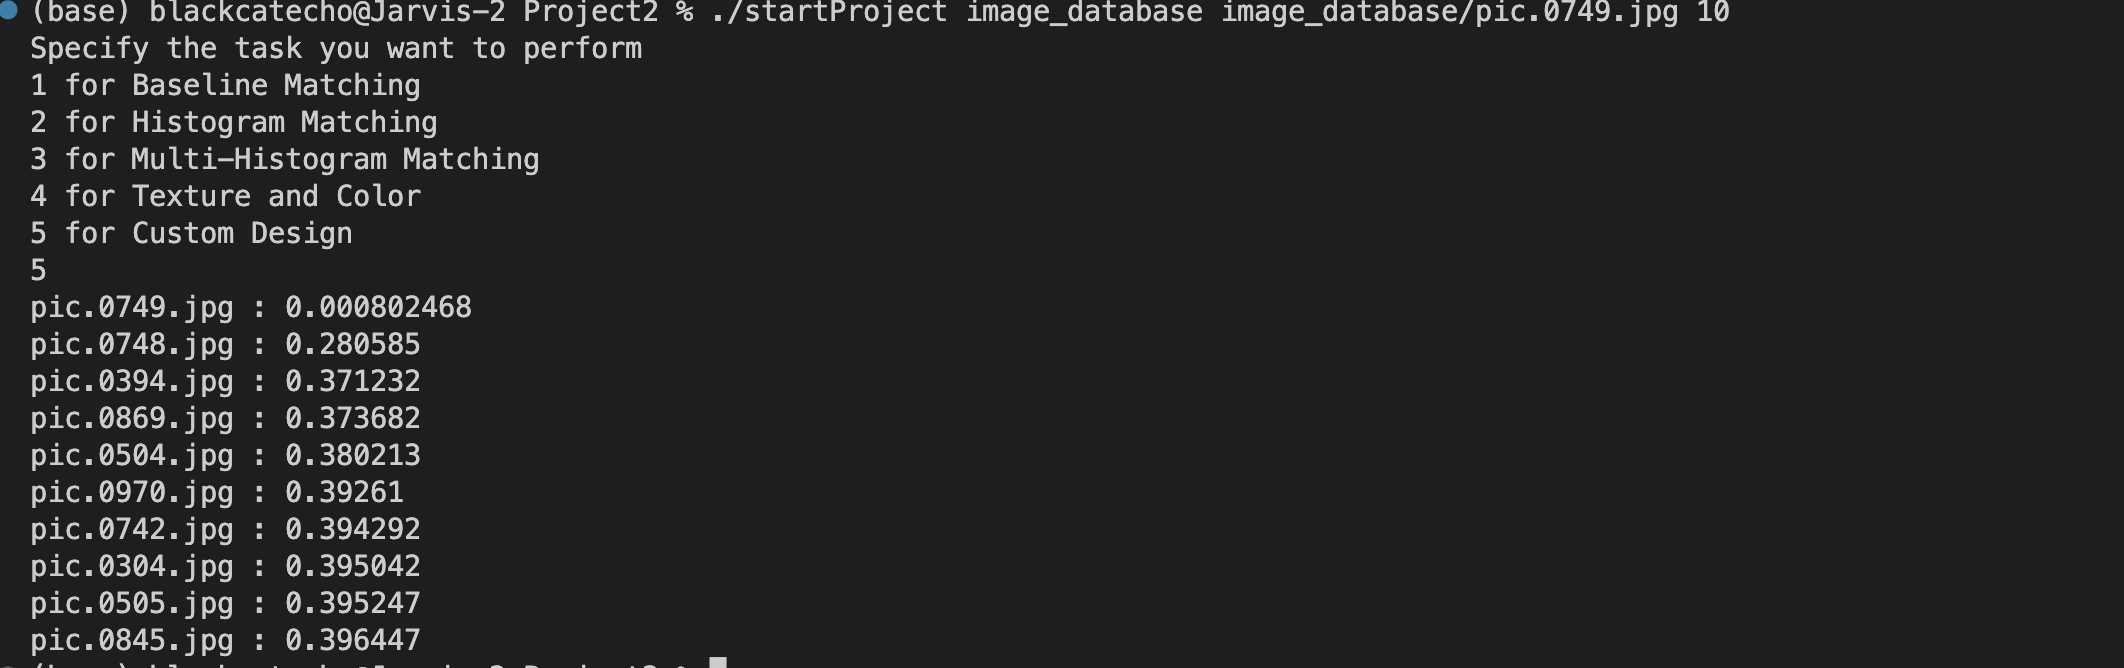 (base) blackcatecho@Jarvis-2 Project2 % ./startProject image_database image_database/pic.0749.jpg 10
Specify the task you want to perform
1 for Baseline Matching
2 for Histogram Matching
3 for Multi-Histogram Matching
4 for Texture and Color
5 for Custom Design
5
pic.0749.jpg : 0.000802468
pic.0748.jpg : 0.280585
pic.0394.jpg : 0.371232
pic.0869.jpg : 0.373682
pic.0504.jpg : 0.380213
pic.0970.jpg : 0.39261
pic.0742.jpg : 0.394292
pic.0304.jpg : 0.395042
pic.0505.jpg : 0.395247
pic.0845.jpg : 0.396447